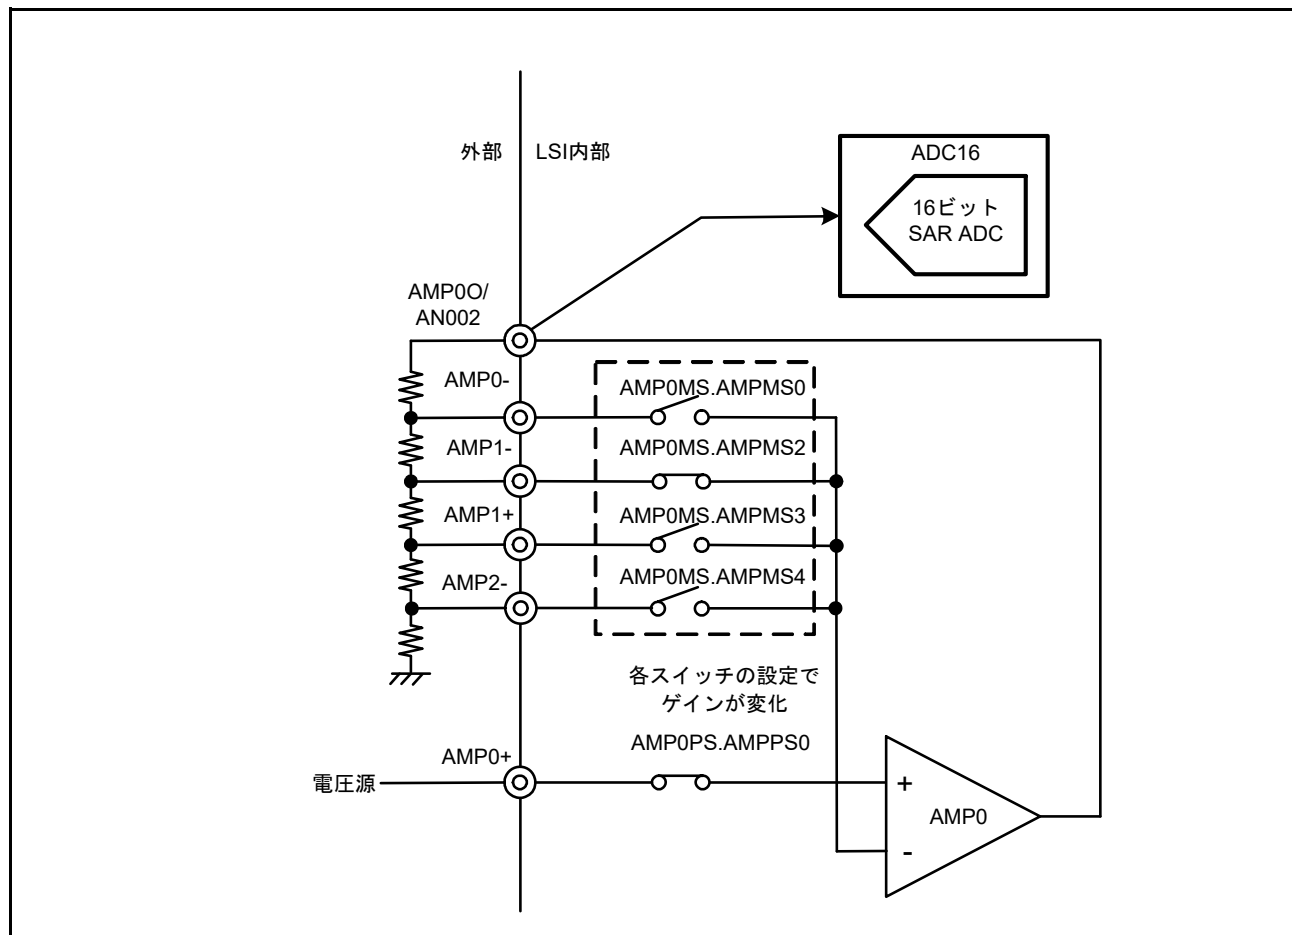 外部
LSI内部
ADC16
16ビット
SAR ADC
AMP0O/
AN002
AMP0-
AMP0MS.AMPMS0
AMP1-
AMP0MS.AMPMS2
AMP1+
AMP0MS.AMPMS3
AMP2-
AMP0MS.AMPMS4
各スイッチの設定で
ゲインが変化
AMP0PS.AMPPS0
AMP0+
電圧源
+
AMP0
-